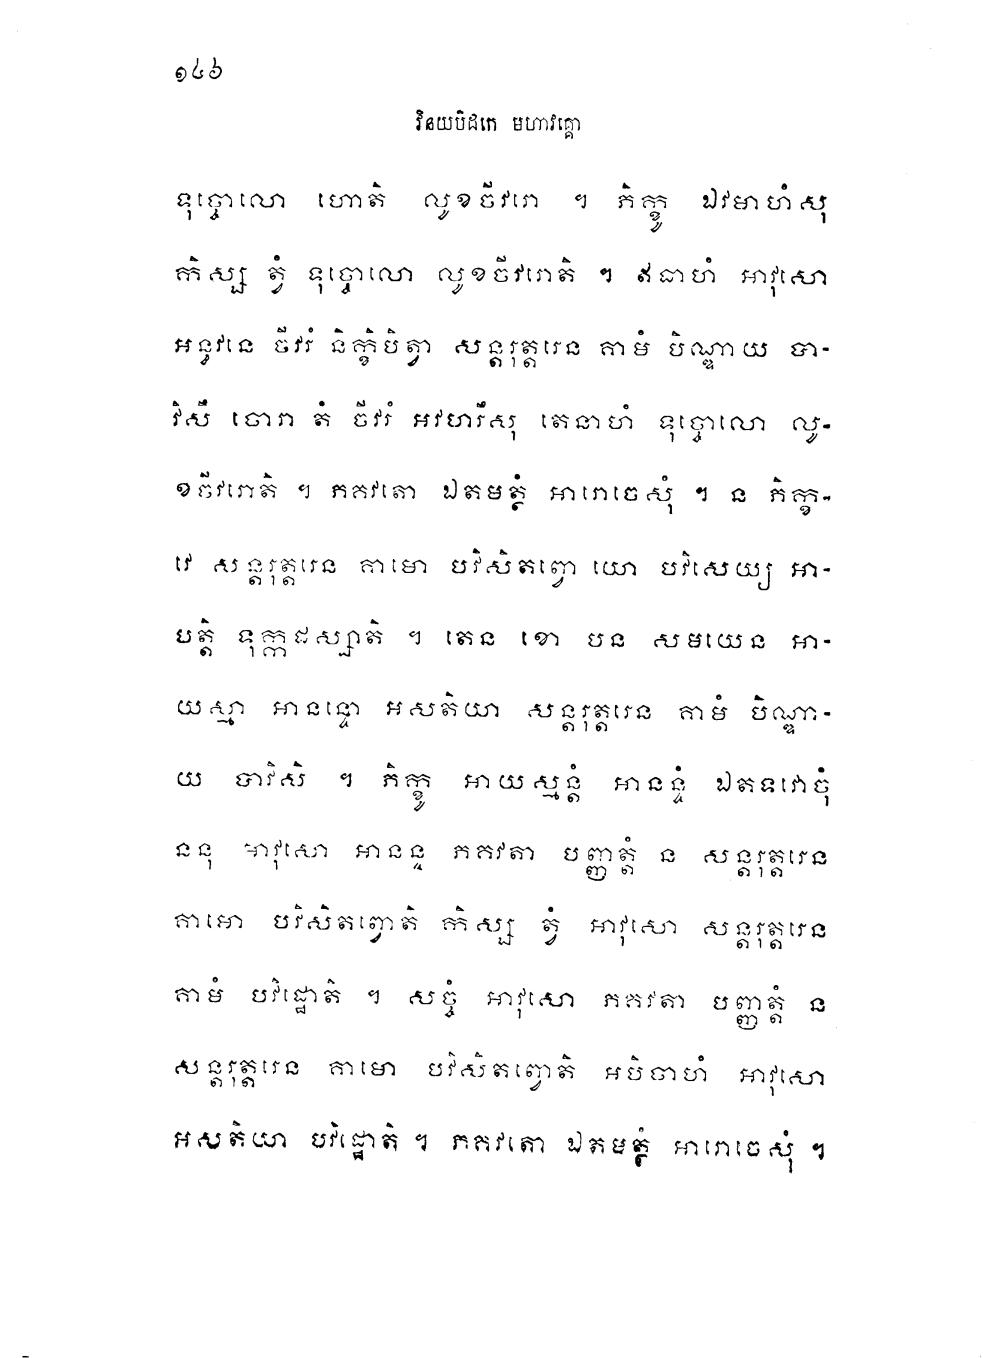 ១៤៦
វិនយបិដកេ មហាវគ្គោ
ទុច្ចោលោ ហោតិ លូខចីវរោ ។ ភិក្ខូ ឯវមាហំសុ
កិស្ស ត្វំ ទុច្ចោលោ លូខចីវរោតិ ។ ឥធាហំ អាវុសោ
អន្ធវនេ ចីវរំ និក្ខិបិត្វា សន្តរុត្តរេន គាមំ បិណ្ឌាយ បា-
វិសឹ ចោរា តំ ចីវរំ អវហរឹសុ តេនាហំ ទុច្ចោលោ លូ-
ខចីវរោតិ ។ ភគវតោ ឯតមត្ថំ អារោចេសុំ ។ ន ភិក្ខ-
វេ សន្តរុត្តរេន គាមោ បវិសិតព្វោ យោ បវិសេយ្យ អា-
បត្តិ ទុក្កដស្សាតិ ។ តេន ខោ បន សមយេន អា-
យស្មា អានន្ទោ អសតិយា សន្តរុត្តរេន គាមំ បិណ្ឌា-
យ បាវិសិ ។ ភិក្ខូ អាយស្មន្តំ អានន្ទំ ឯតទវោចុំ
ននុ អាវុសោ អានន្ទ ភគវតា បញ្ញត្តំ ន សន្តរុត្តរេន
គាមោ បវិសិតព្វោតិ កិស្ស ត្វំ អាវុសោ សន្តរុត្តរេន
គាមំ បវិដ្ឋោតិ ។ សច្ចំ អាវុសោ ភគវតា បញ្ញត្តំ ន
សន្តរុត្តរេន គាមោ បវិសិតព្វោតិ អបិចាហំ អាវុសោ
អសតិយា បវិដ្ឋោតិ ។ ភគវតោ ឯតមត្ថំ អារោចេសុំ ។